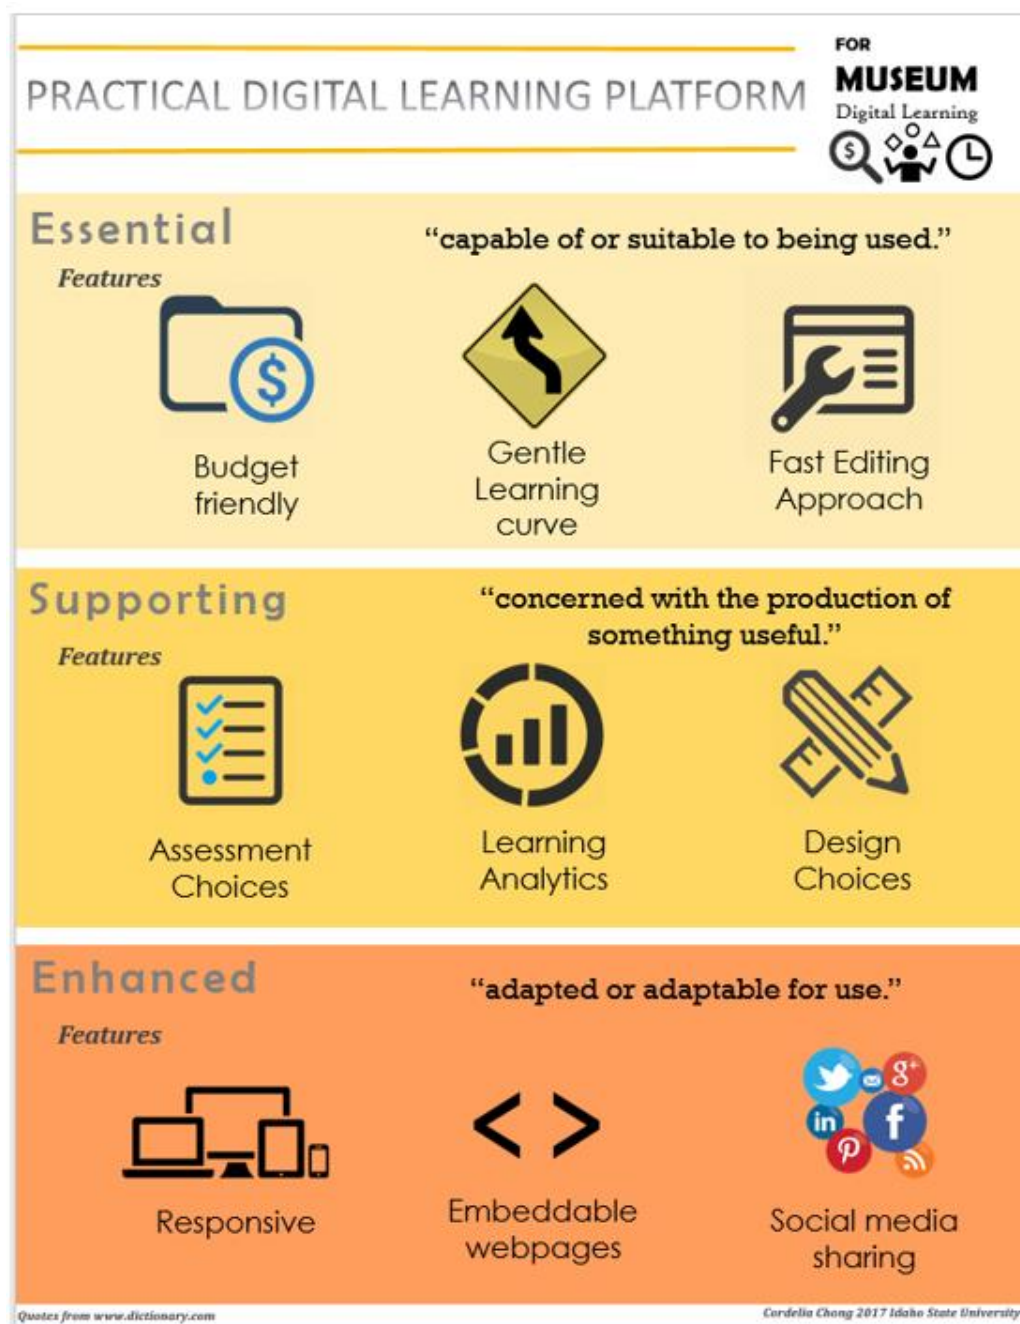 FOR
MUSEUM
Digital Learning
PRACTICAL DIGITAL LEARNING PLATFORM
$
Essential
Features
“capable of or suitable to being used.”
$
Budget
friendly
Gentle
Learning
curve
Fast Editing
Approach
Supporting
Features
“concerned with the production of
something useful.”
Assessment
Choices
Learning
Analytics
Design
Choices
Enhanced
Features
“adapted or adaptable for use.”
Responsive
< >
Embeddable
webpages
g+
in
f
Social media
sharing
Quotes from www.dictionary.com
Cordelia Chong 2017 Idaho State University